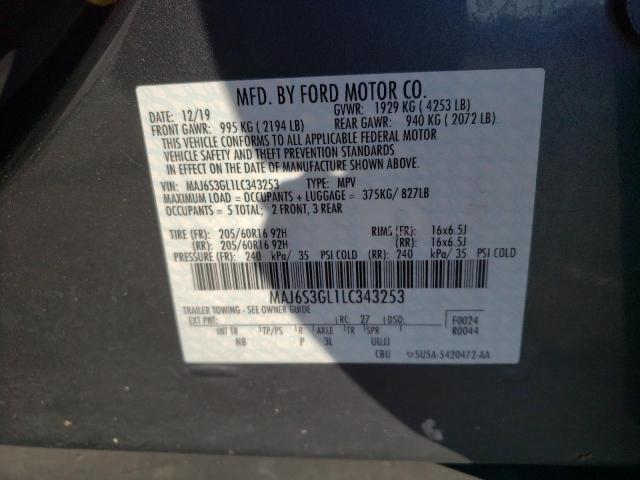 MFD. BY FORD MOTOR CO.
DATE: 12/19 GVWR: 1929 KG ( 4253 LB)
FRONT GAWR: 995 KG ( 2194 LB) REAR GAWR: 940 KG ( 2072 LB)
THIS VEHICLE CONFORMS TO ALL APPLICABLE FEDERAL MOTOR
VEHICLE SAFETY AND THEFT PREVENTION STANDARDS
IN EFFECT ON THE DATE OF MANUFACTURE SHOWN ABOVE.
VIN: MAJ6S3GL1LC343253 TYPE: MPV
MAXIMUM LOAD = OCCUPANTS + LUGGAGE = 375KG/ 827LB
OCCUPANTS = 5 TOTAL; 2 FRONT, 3 REAR
TIRE (FR): 205/60R16 92H RIMS (FR): 16x6.5J
(RR): 205/60R16 92H (RR): 16x6.5J
PRESSURE (FR): 240 kPa/ 35 PSI COLD (RR): 240 kPa/ 35 PSI COLD
MAJ6S3GL1LC343253
TRAILER TOWING - SEE OWNER GUIDE
EXT PNT: RC: 27 DSO: F0024
R0044
INT TR TP/PS R AXLE TR SPR
NB P 3L UUJJ
CBU 5U5A-S420472-AA